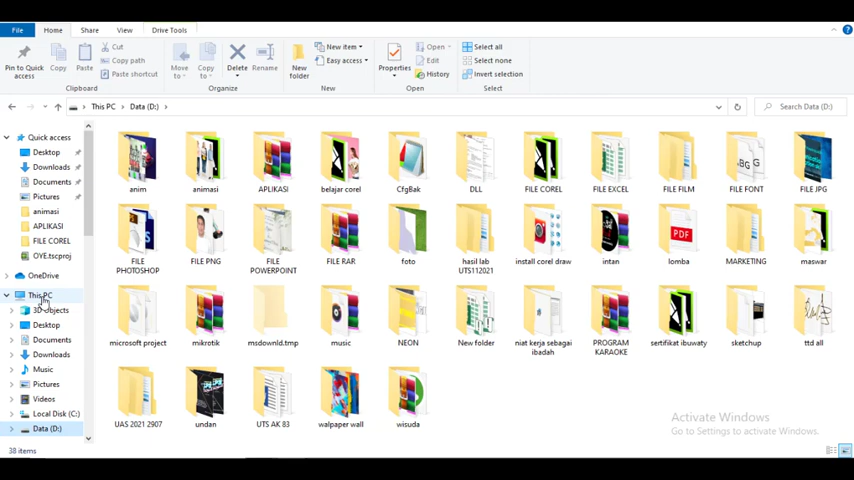 File Home Share View Drive Tools
Pin to Quick access
Copy
Paste
Cut
Copy path
Paste shortcut
Clipboard
Move to
Copy to
Delete
Rename
Organize
New folder
New item
Easy access
New
Properties
Open
Edit
History
Open
Select all
Select none
Invert selection
Select
This PC Data (D:)
Search Data (D:)
Quick access
Desktop
Downloads
Documents
Pictures
animasi
APLIKASI
FILE COREL
OYE.tscproj
OneDrive
This PC
3D Objects
Desktop
Documents
Downloads
Music
Pictures
Videos
Local Disk (C:)
Data (D:)
anim animasi APLIKASI belajar corel CfgBak DLL FILE COREL FILE EXCEL FILE FILM FILE FONT FILE JPG
FILE PHOTOSHOP FILE PNG FILE POWERPOINT FILE RAR foto hasil lab UTS112021 install corel draw intan lomba MARKETING maswar
microsoft project mikrotik msdownld.tmp music NEON New folder niat kerja sebagai ibadah PROGRAM KARAOKE sertifikat ibuwaty sketchup ttd all
UAS 2021 2907 undan UTS AK 83 walpaper wall wisuda
PDF
Activate Windows
Go to Settings to activate Windows.
38 items